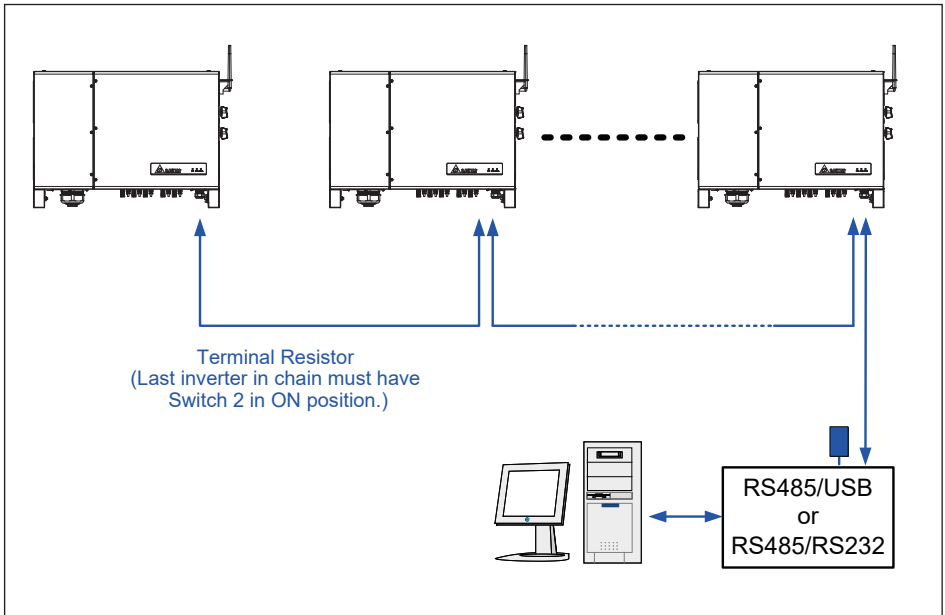 Terminal Resistor
(Last inverter in chain must have
Switch 2 in ON position.)
RS485/USB
or
RS485/RS232